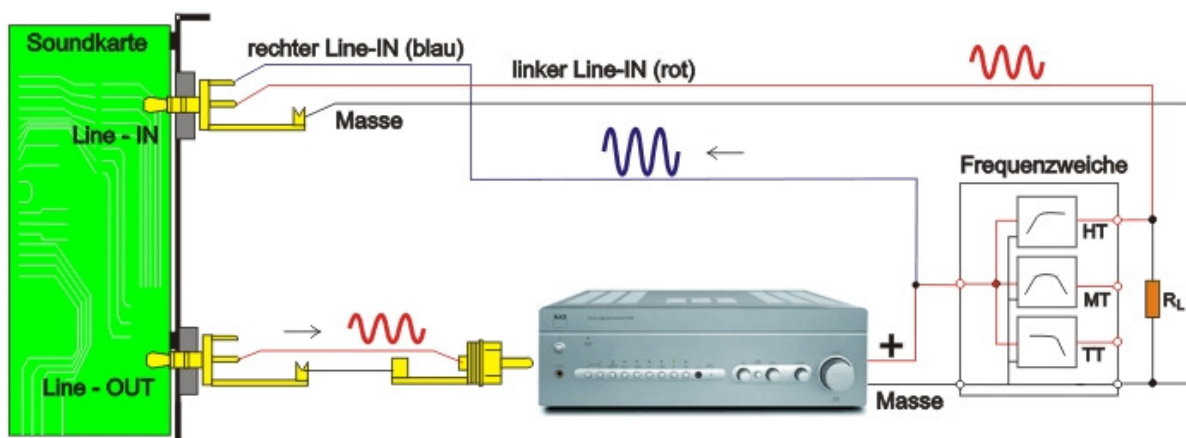 Soundkarte
rechter Line-IN (blau)
linker Line-IN (rot)
Line - IN
Masse
Frequenzweiche
HT
MT
TT
RL
NAD
+
Line - OUT
Masse